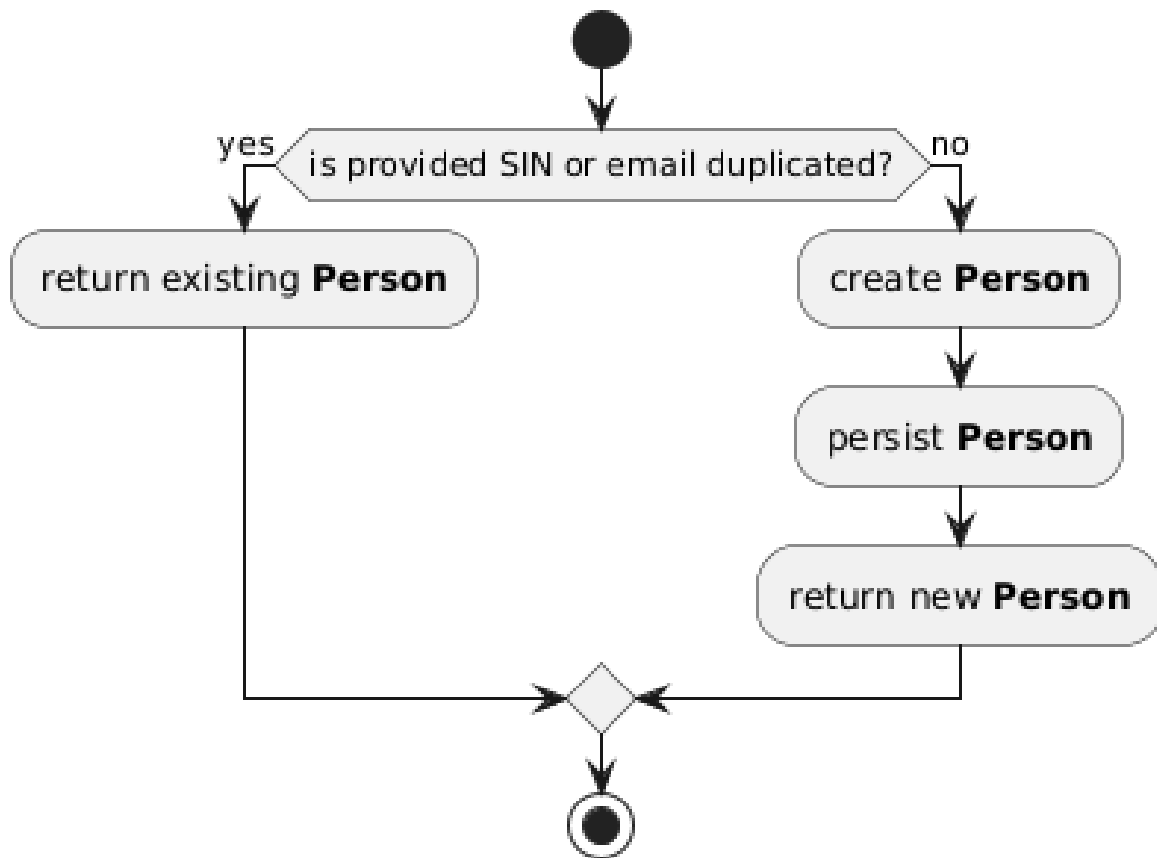 yes
is provided SIN or email duplicated?
no
return existing Person
create Person
persist Person
return new Person